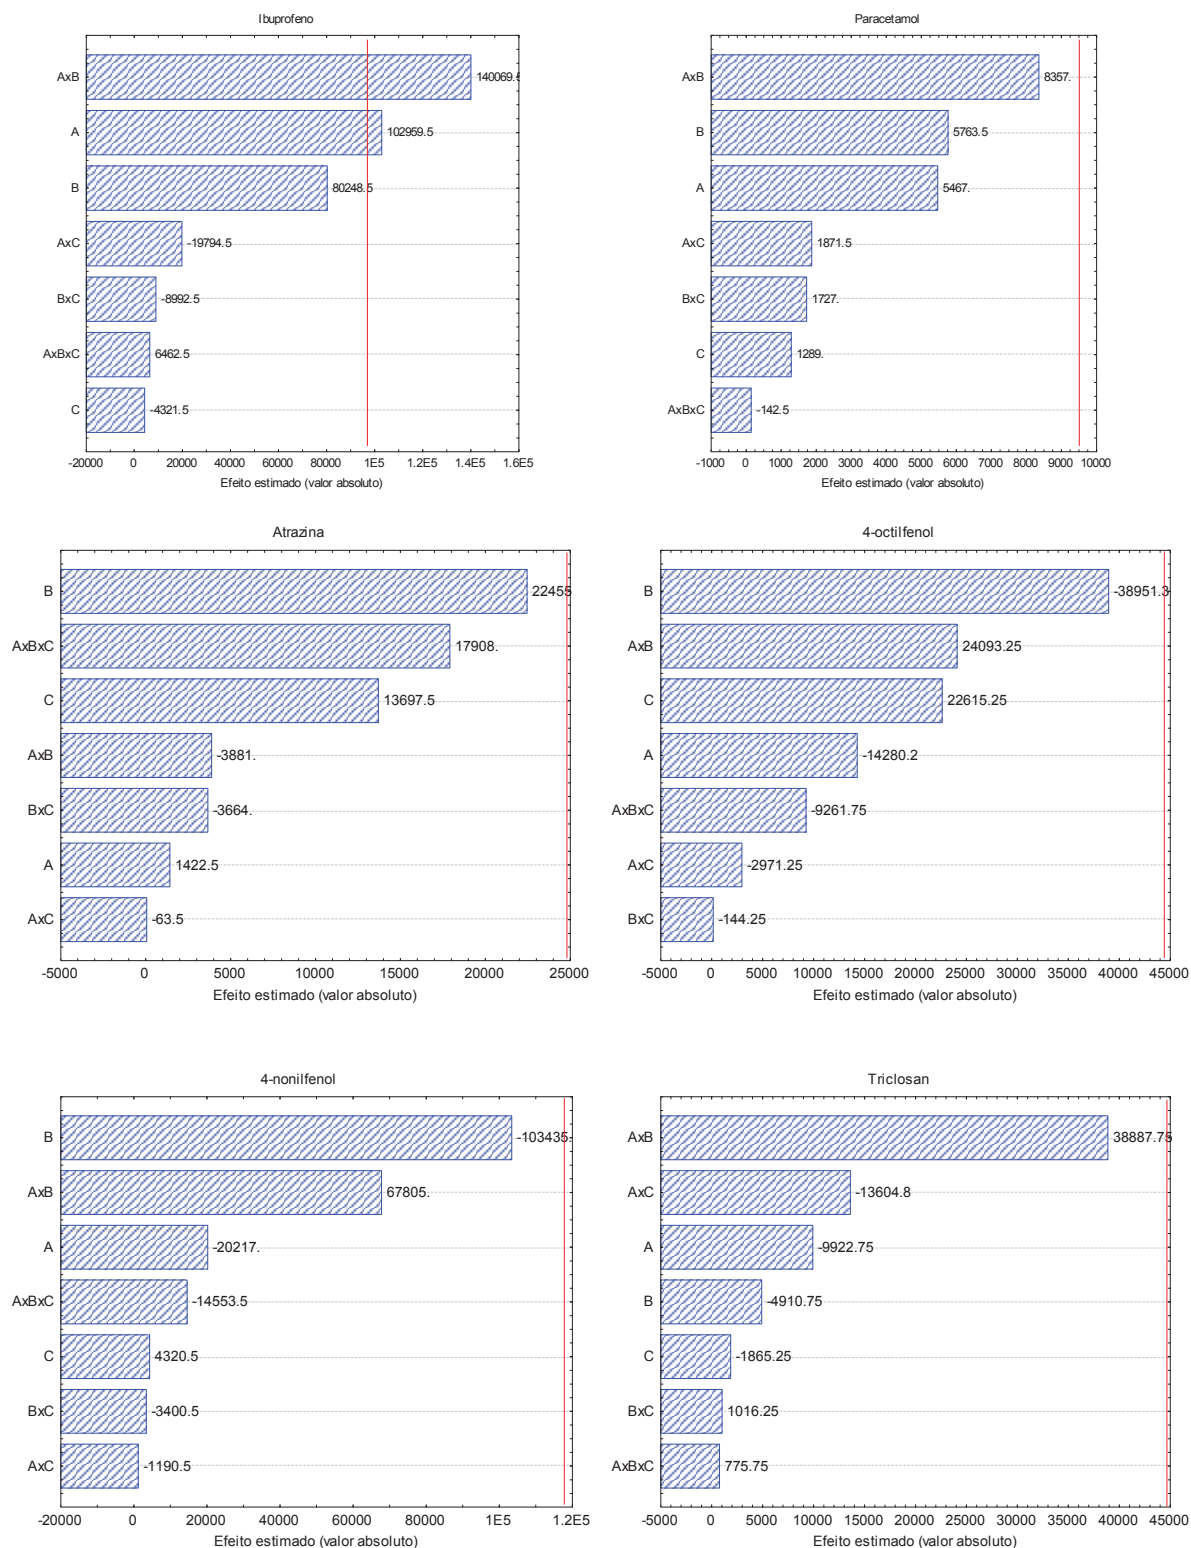 Ibuprofeno
AxB 140069.5
A 102959.5
B 80248.5
AxC -19794.5
BxC -8992.5
AxBxC 6462.5
C -4321.5
-20000 0 20000 40000 60000 80000 1E5 1.2E5 1.4E5 1.6E5
Efeito estimado (valor absoluto)
Paracetamol
AxB 8357.
B 5763.5
A 5467.
AxC 1871.5
BxC 1727.
C 1289.
AxBxC -142.5
-1000 0 1000 2000 3000 4000 5000 6000 7000 8000 9000 10000
Efeito estimado (valor absoluto)
Atrazina
B 22455
AxBxC 17908.
C 13697.5
AxB -3881.
BxC -3664.
A 1422.5
AxC -63.5
-5000 0 5000 10000 15000 20000 25000
Efeito estimado (valor absoluto)
4-octilfenol
B -38951.3
AxB 24093.25
C 22615.25
A -14280.2
AxBxC -9261.75
AxC -2971.25
BxC -144.25
-5000 0 5000 10000 15000 20000 25000 30000 35000 40000 45000
Efeito estimado (valor absoluto)
4-nonilfenol
B -103435.
AxB 67805.
A -20217.
AxBxC -14553.5
C 4320.5
BxC -3400.5
AxC -1190.5
-20000 0 20000 40000 60000 80000 1E5 1.2E5
Efeito estimado (valor absoluto)
Triclosan
AxB 38887.75
AxC -13604.8
A -9922.75
B -4910.75
C -1865.25
BxC 1016.25
AxBxC 775.75
-5000 0 5000 10000 15000 20000 25000 30000 35000 40000 45000
Efeito estimado (valor absoluto)